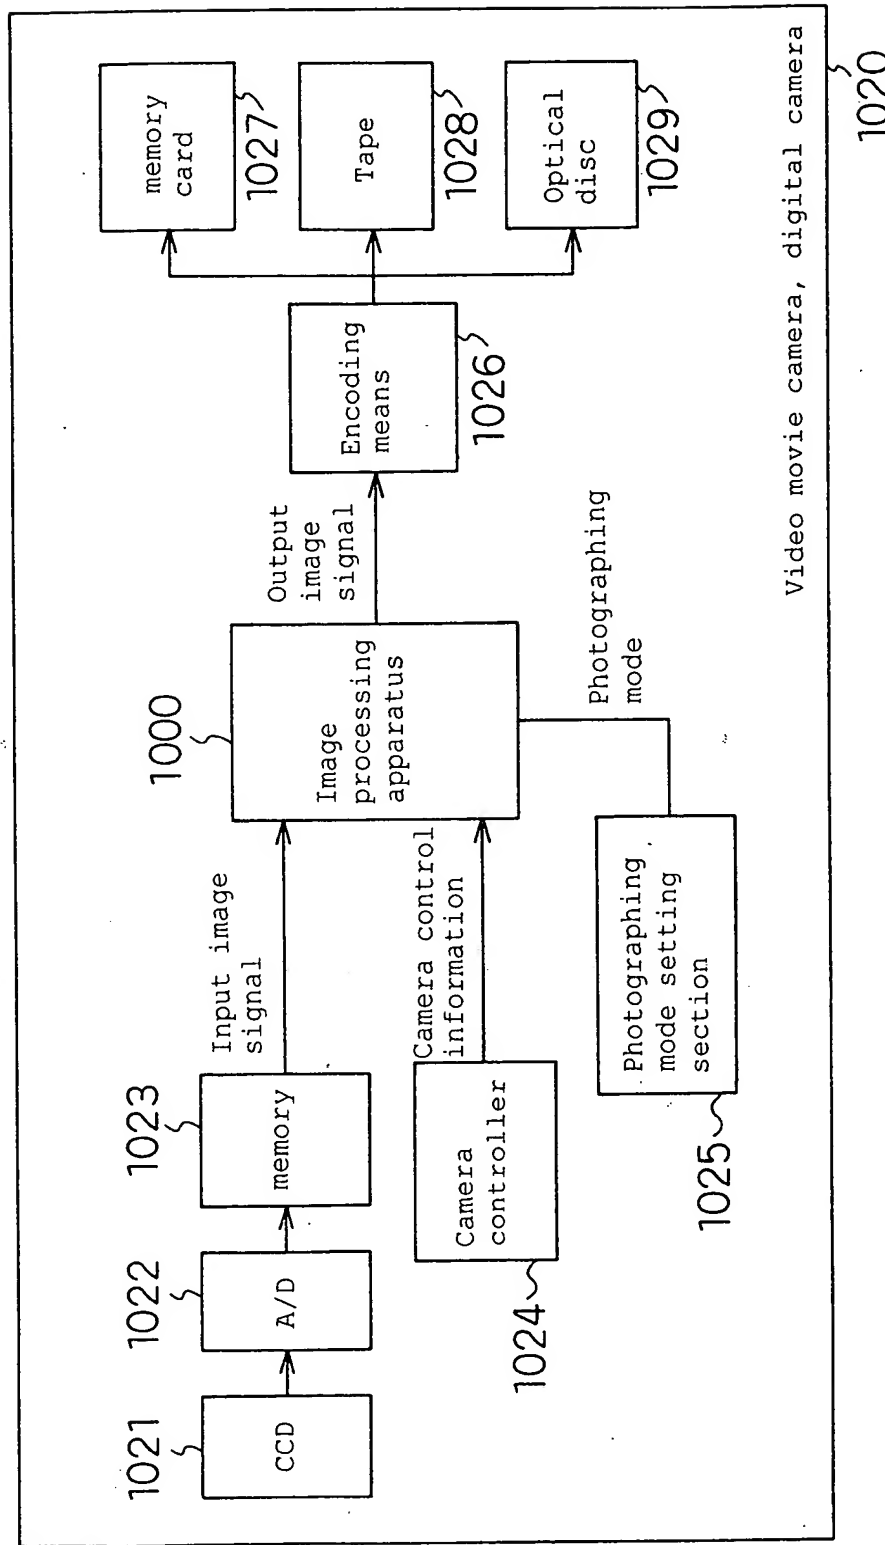 1021
CCD
1022
A/D
1023
memory
Input image
signal
1024
Camera
controller
Camera control
information
1025
Photographing
mode setting
section
Photographing
mode
1000
Image
processing
apparatus
Output
image
signal
Encoding
means
1026
memory
card
1027
Tape
1028
Optical
disc
1029
Video movie camera, digital camera
1020